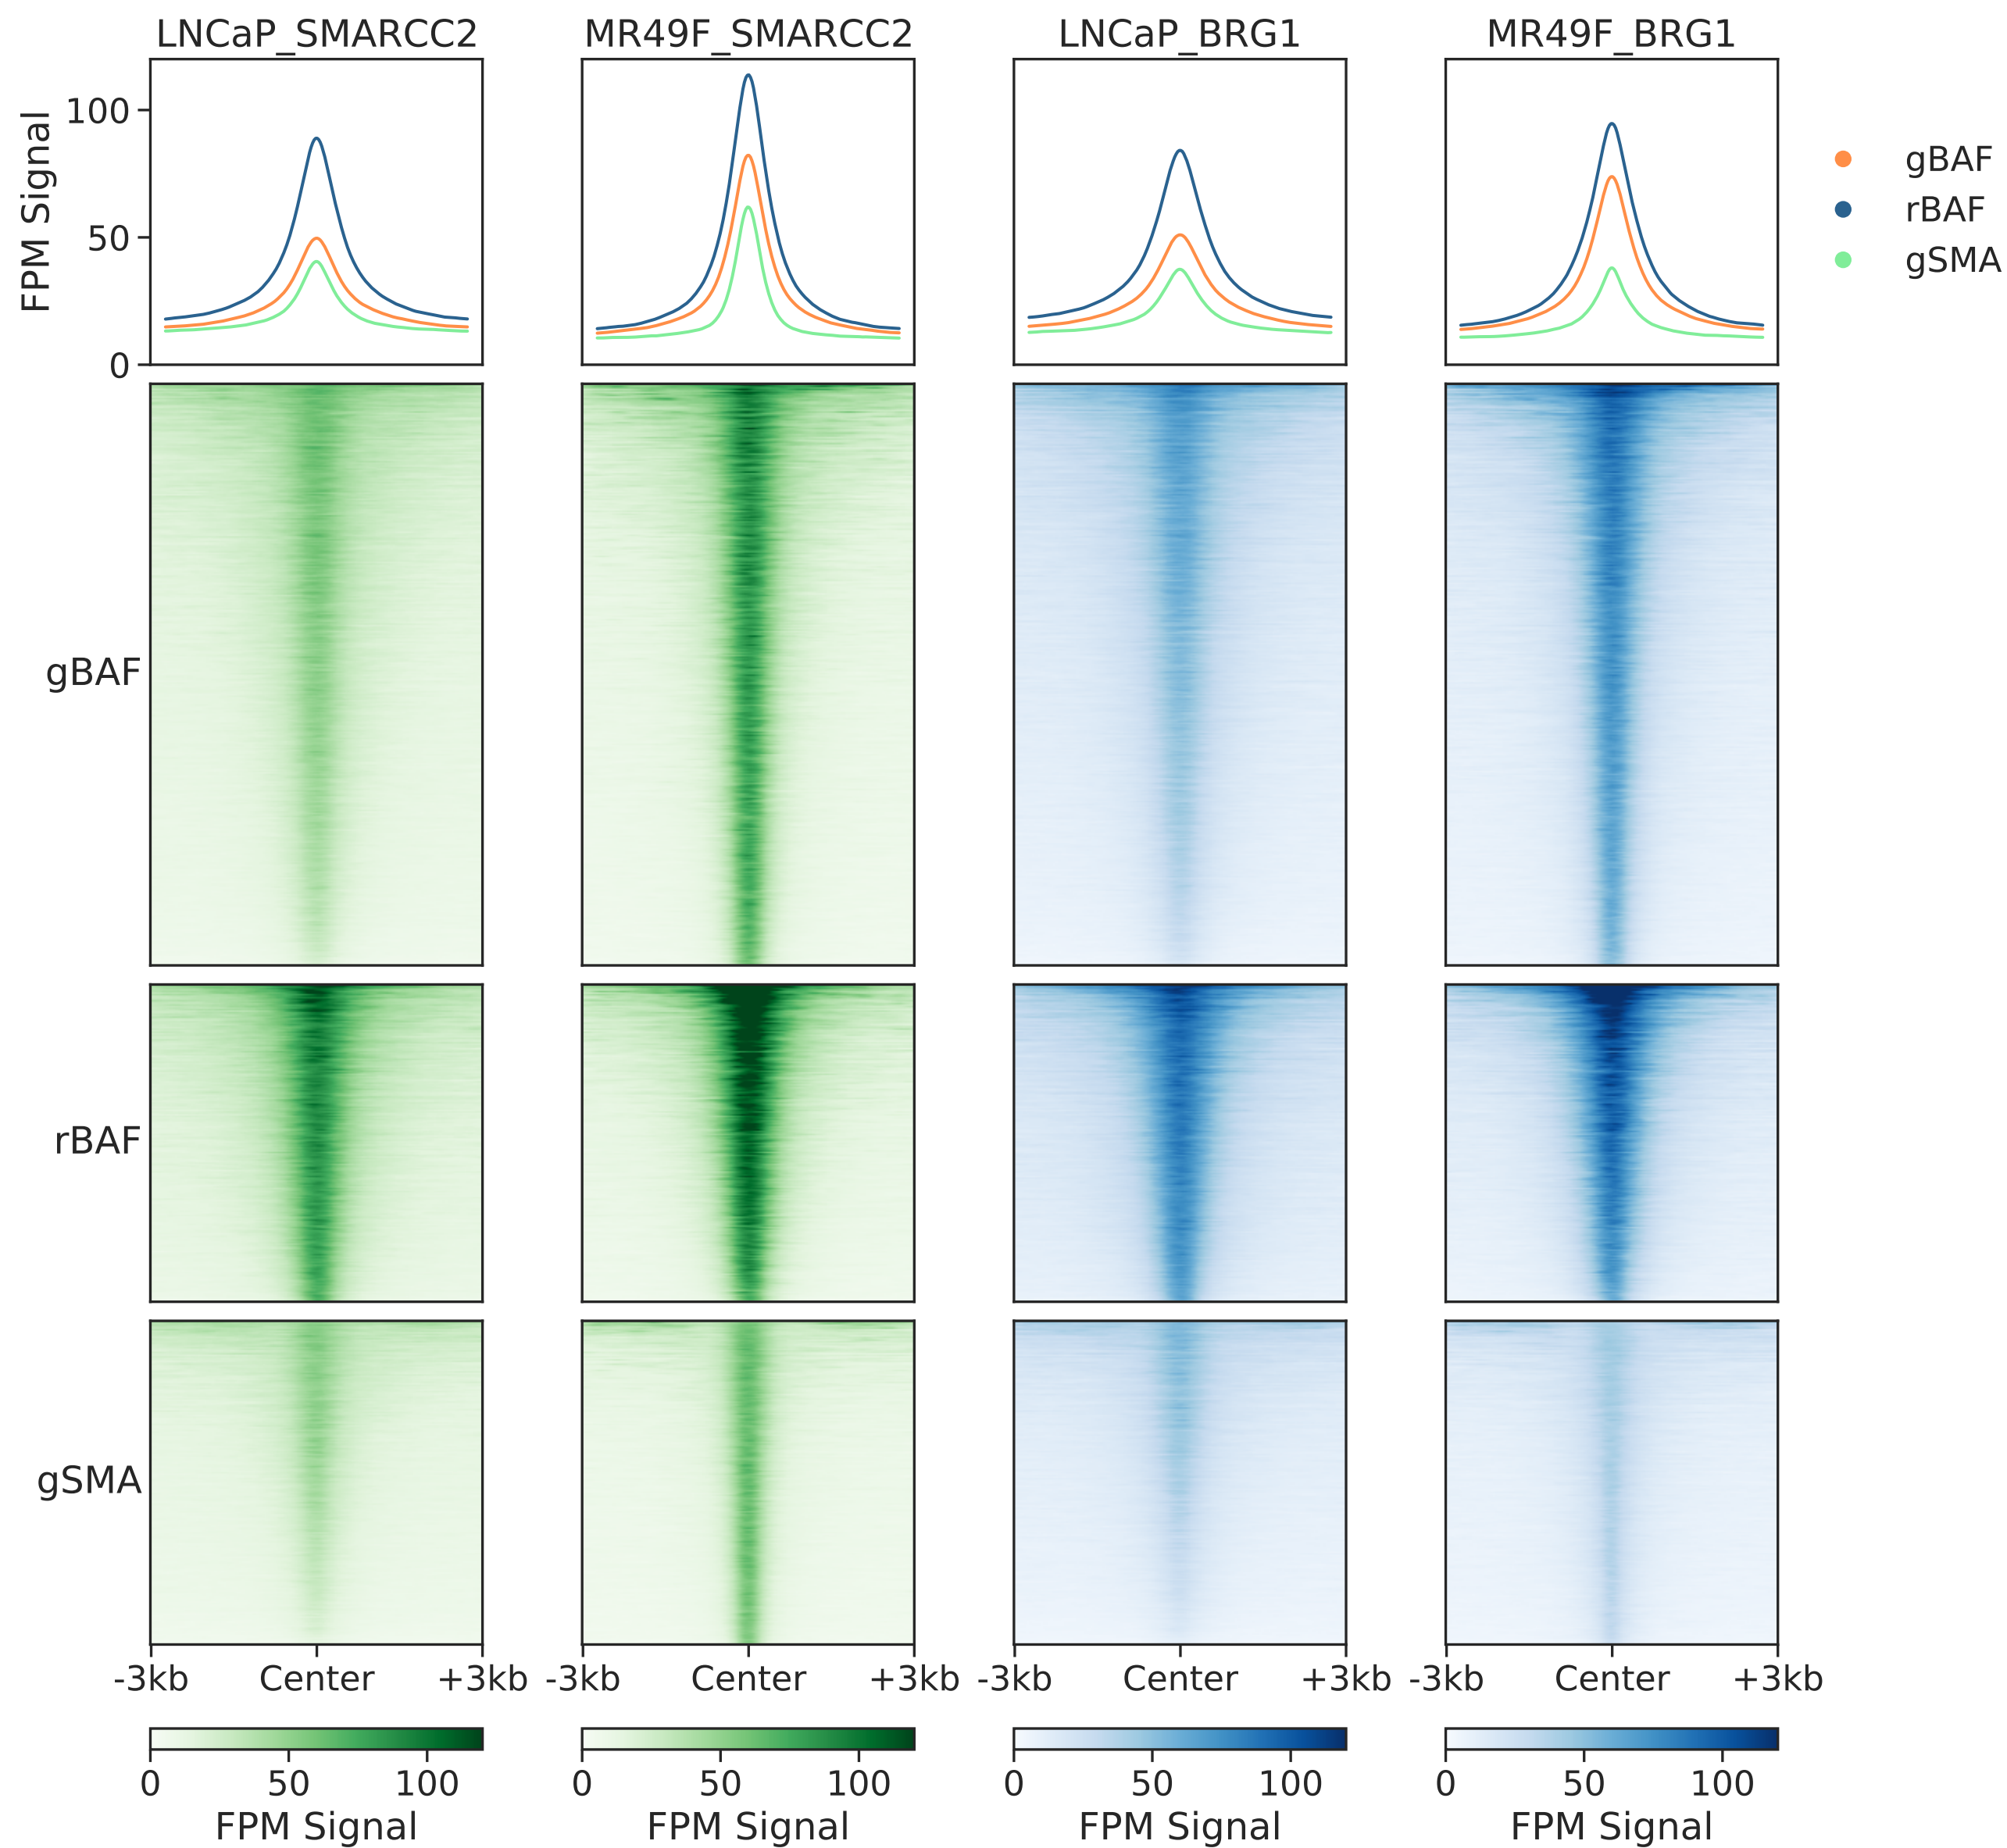 LNCaP_SMARCC2 MR49F_SMARCC2 LNCaP_BRG1 MR49F_BRG1
FPM Signal
100
50
0
gBAF
rBAF
gSMA
gBAF
rBAF
gSMA
-3kb Center +3kb -3kb Center +3kb -3kb Center +3kb -3kb Center +3kb
0 50 100 0 50 100 0 50 100 0 50 100
FPM Signal FPM Signal FPM Signal FPM Signal